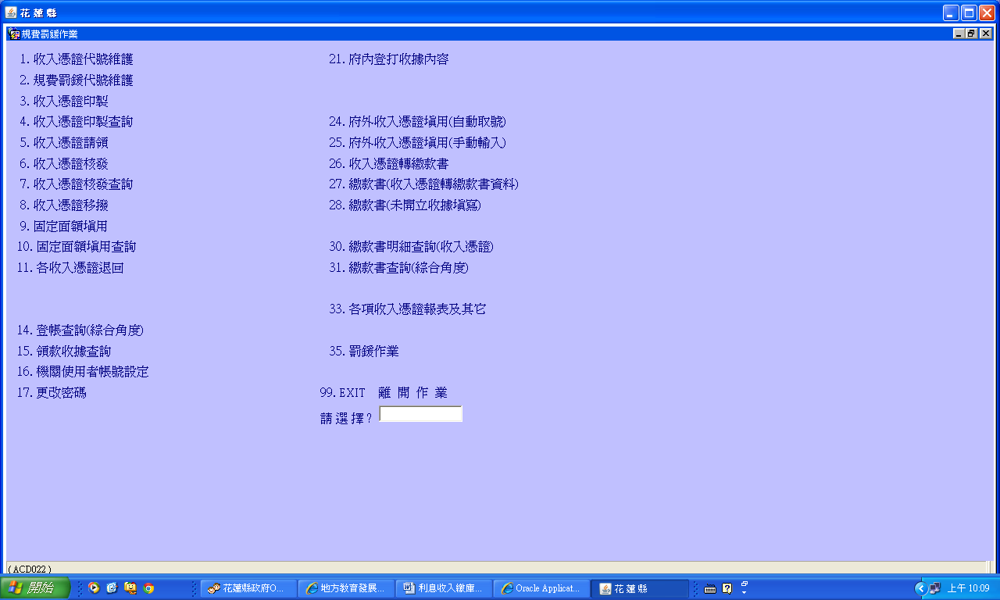 花 蓮 縣
規費罰鍰作業
1. 收入憑證代號維護
2. 規費罰鍰代號維護
3. 收入憑證印製
4. 收入憑證印製查詢
5. 收入憑證請領
6. 收入憑證核發
7. 收入憑證核發查詢
8. 收入憑證移撥
9. 固定面額填用
10. 固定面額填用查詢
11. 各收入憑證退回
14. 登帳查詢(綜合角度)
15. 領款收據查詢
16. 機關使用者帳號設定
17. 更改密碼
21. 府內登打收據內容
24. 府外收入憑證填用(自動取號)
25. 府外收入憑證填用(手動輸入)
26. 收入憑證轉繳款書
27. 繳款書(收入憑證轉繳款書資料)
28. 繳款書(未開立收據填寫)
30. 繳款書明細查詢(收入憑證)
31. 繳款書查詢(綜合角度)
33. 各項收入憑證報表及其它
35. 罰鍰作業
99. EXIT 離 開 作 業
請 選 擇 ?
( ACD022 )
開始
花蓮縣政府O...
地方教育發展...
利息收入繳庫...
Oracle Applicat...
花 蓮 縣
上午 10:09